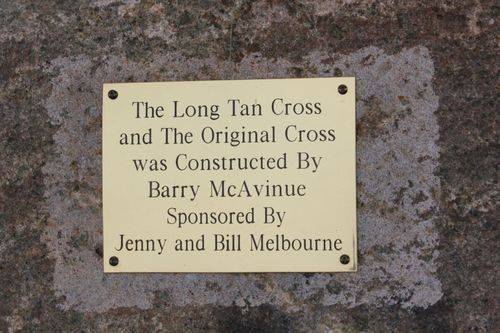 The Long Tan Cross
and The Original Cross
was Constructed By
Barry McAvinue
Sponsored By
Jenny and Bill Melbourne